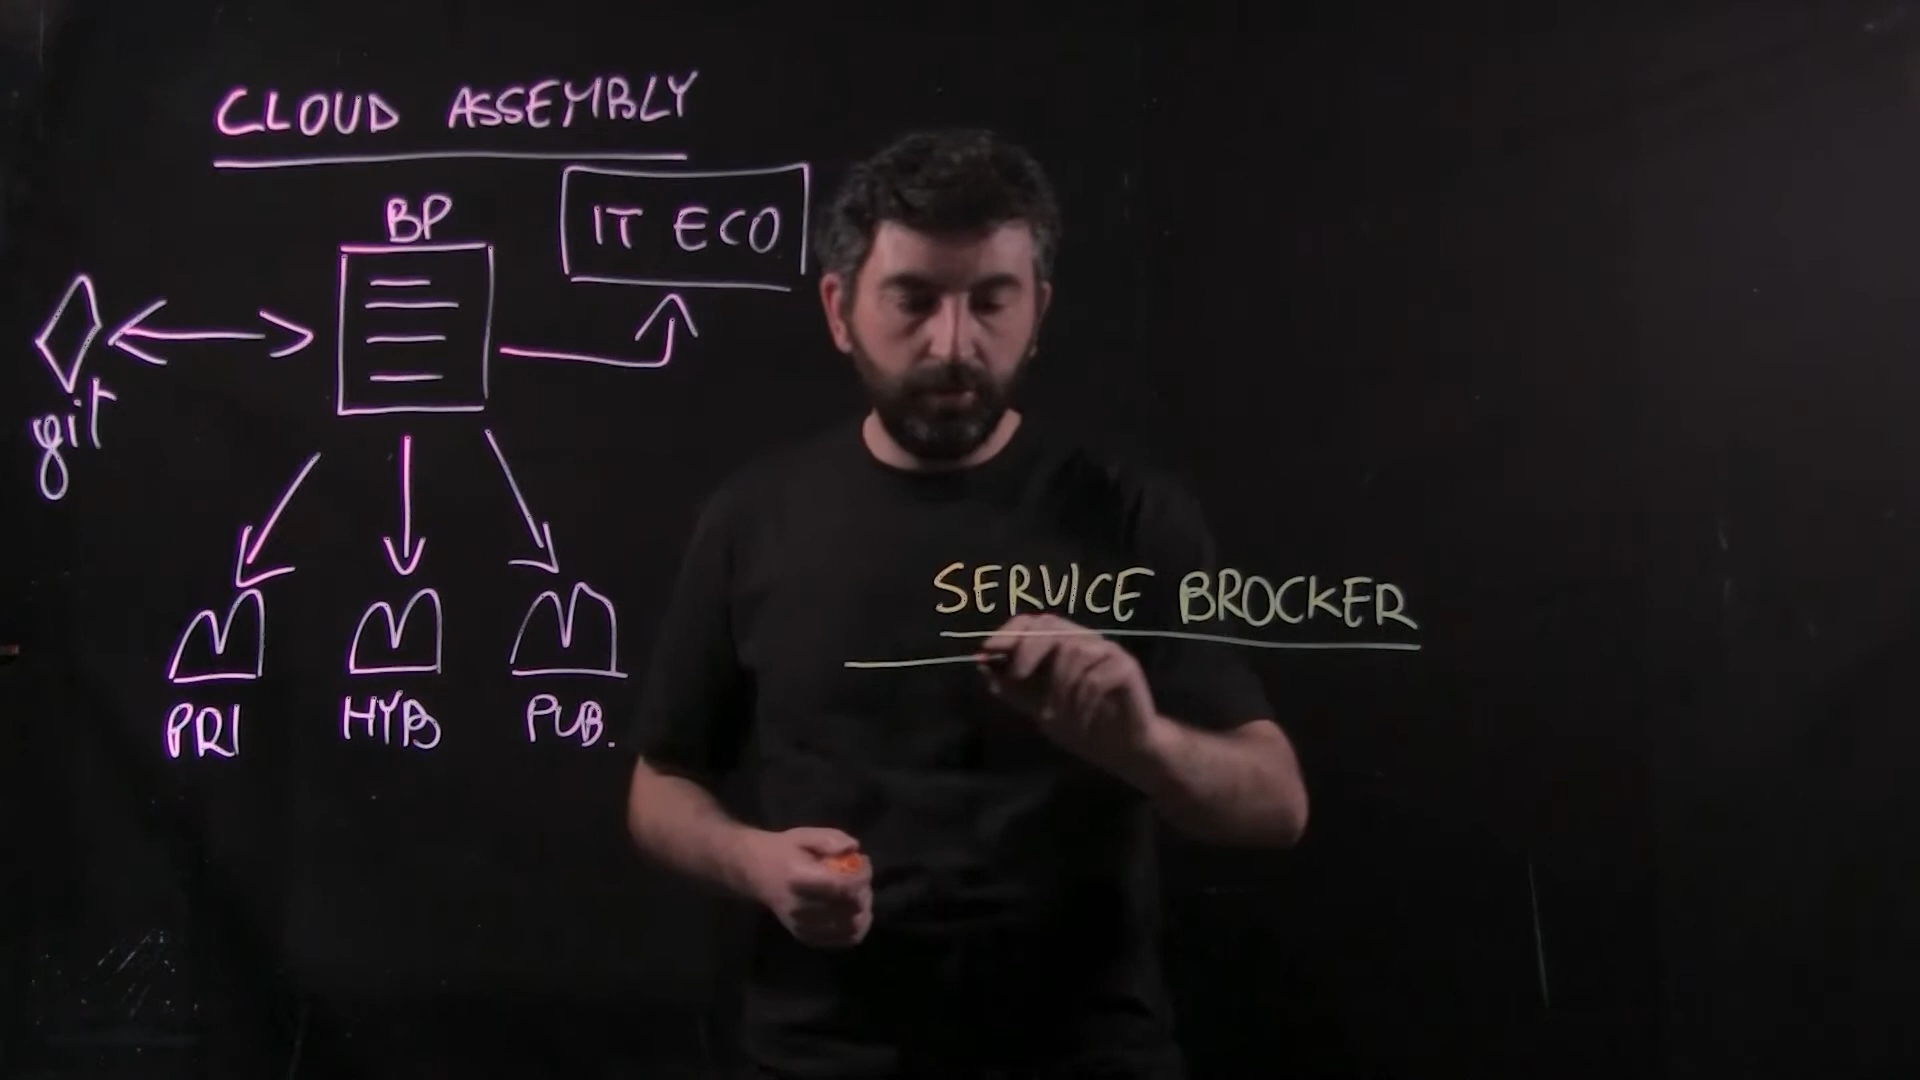 CLOUD ASSEMBLY
BP
IT ECO
git
PRI
HYB
PUB.
SERVICE BROCKER